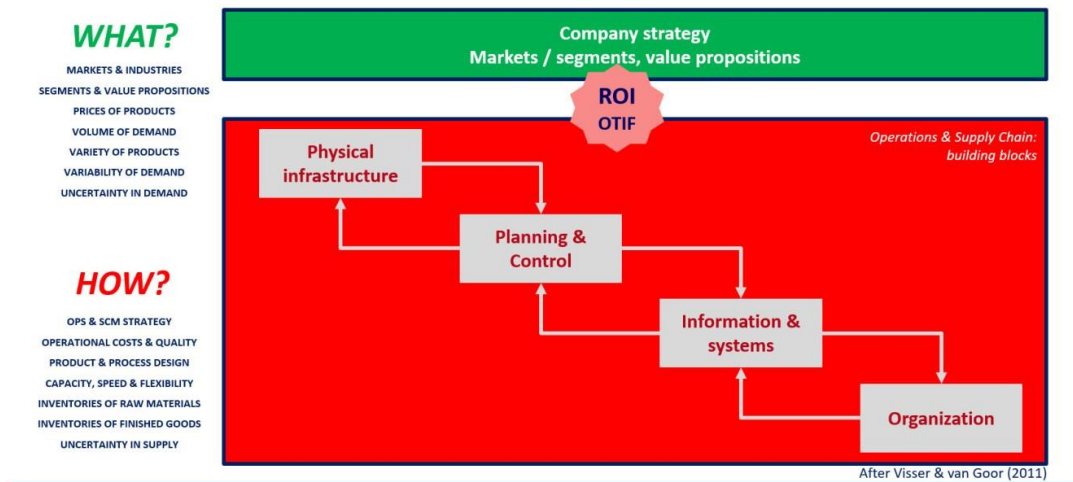 WHAT?
MARKETS & INDUSTRIES
SEGMENTS & VALUE PROPOSITIONS
PRICES OF PRODUCTS
VOLUME OF DEMAND
VARIETY OF PRODUCTS
VARIABILITY OF DEMAND
UNCERTAINTY IN DEMAND
HOW?
OPS & SCM STRATEGY
OPERATIONAL COSTS & QUALITY
PRODUCT & PROCESS DESIGN
CAPACITY, SPEED & FLEXIBILITY
INVENTORIES OF RAW MATERIALS
INVENTORIES OF FINISHED GOODS
UNCERTAINTY IN SUPPLY
Company strategy
Markets / segments, value propositions
ROI
OTIF
Operations & Supply Chain:
building blocks
Physical
infrastructure
Planning &
Control
Information &
systems
Organization
After Visser & van Goor (2011)